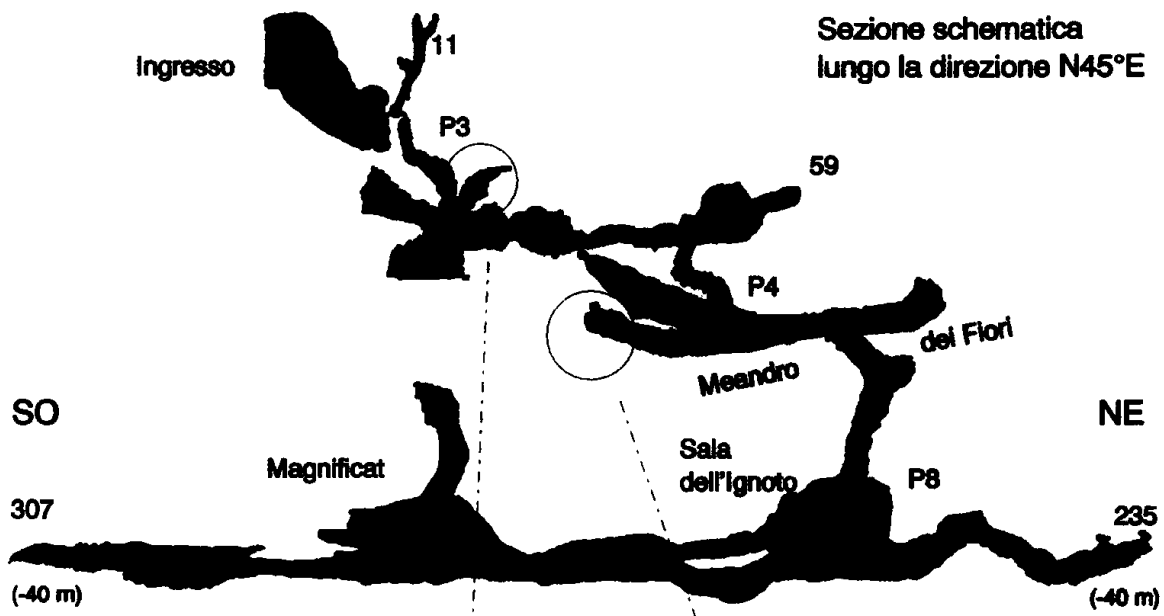 Sezione schematica
lungo la direzione N45°E
Ingresso
11
P3
59
P4
dei Fiori
Meandro
SO
NE
Magnificat
Sala
dell'Ignoto
P8
307
235
(-40 m)
(-40 m)